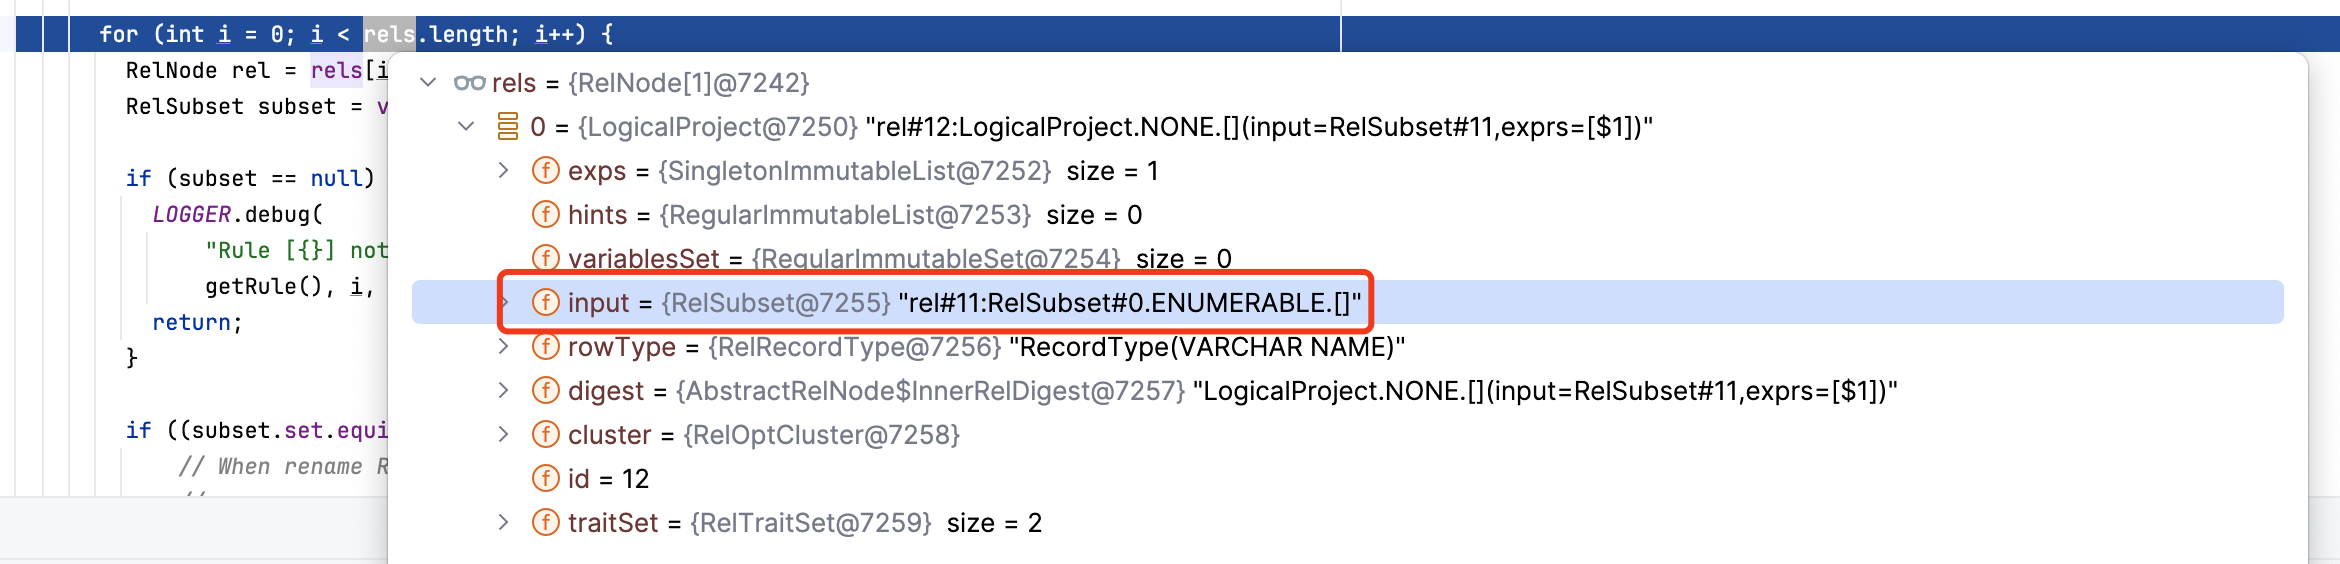 for (int i = 0; i < rels.length; i++) {
RelNode rel = rels[i
RelSubset subset = v
if (subset == null)
LOGGER.debug(
"Rule [{}] not
getRule(), i,
return;
}
if ((subset.set.equi
// When rename R
//
rels = {RelNode[1]@7242}
0 = {LogicalProject@7250} "rel#12:LogicalProject.NONE.[](input=RelSubset#11,exprs=[$1])"
f exps = {SingletonImmutableList@7252} size = 1
f hints = {RegularImmutableList@7253} size = 0
f variablesSet = {RegularImmutableSet@7254} size = 0
f input = {RelSubset@7255} "rel#11:RelSubset#0.ENUMERABLE.[]"
f rowType = {RelRecordType@7256} "RecordType(VARCHAR NAME)"
f digest = {AbstractRelNode$InnerRelDigest@7257} "LogicalProject.NONE.[](input=RelSubset#11,exprs=[$1])"
f cluster = {RelOptCluster@7258}
f id = 12
f traitSet = {RelTraitSet@7259} size = 2